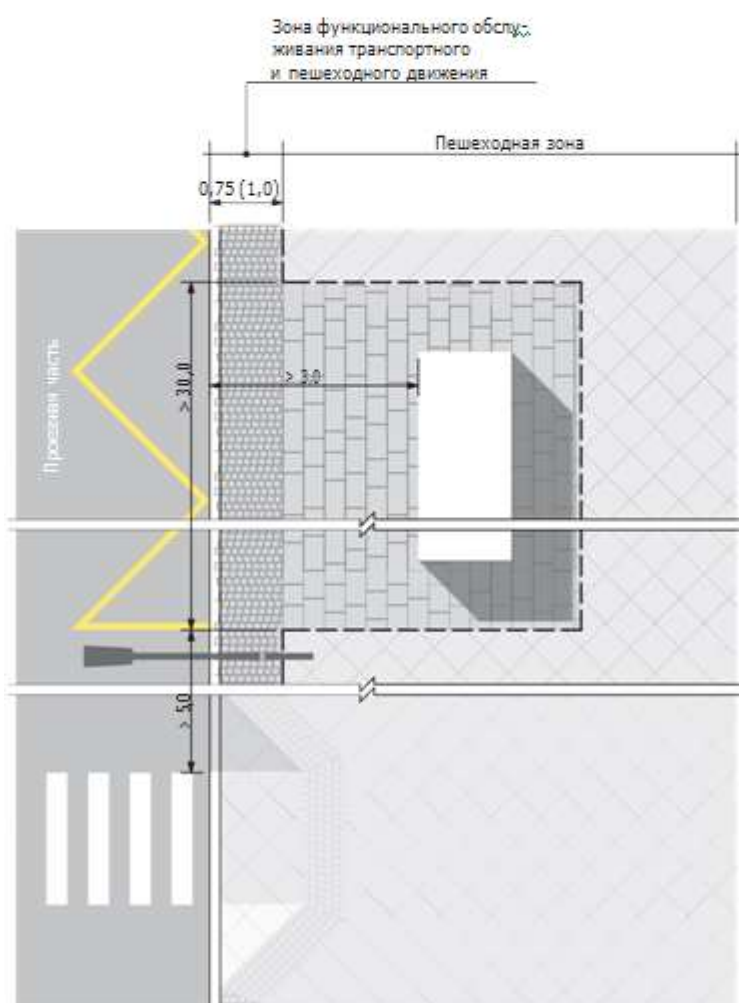 Зона функционального обслу-
живания транспортного
и пешеходного движения
Пешеходная зона
0,75 (1,0)
Проезжая часть
> 30,0
> 3.0
> 5,0